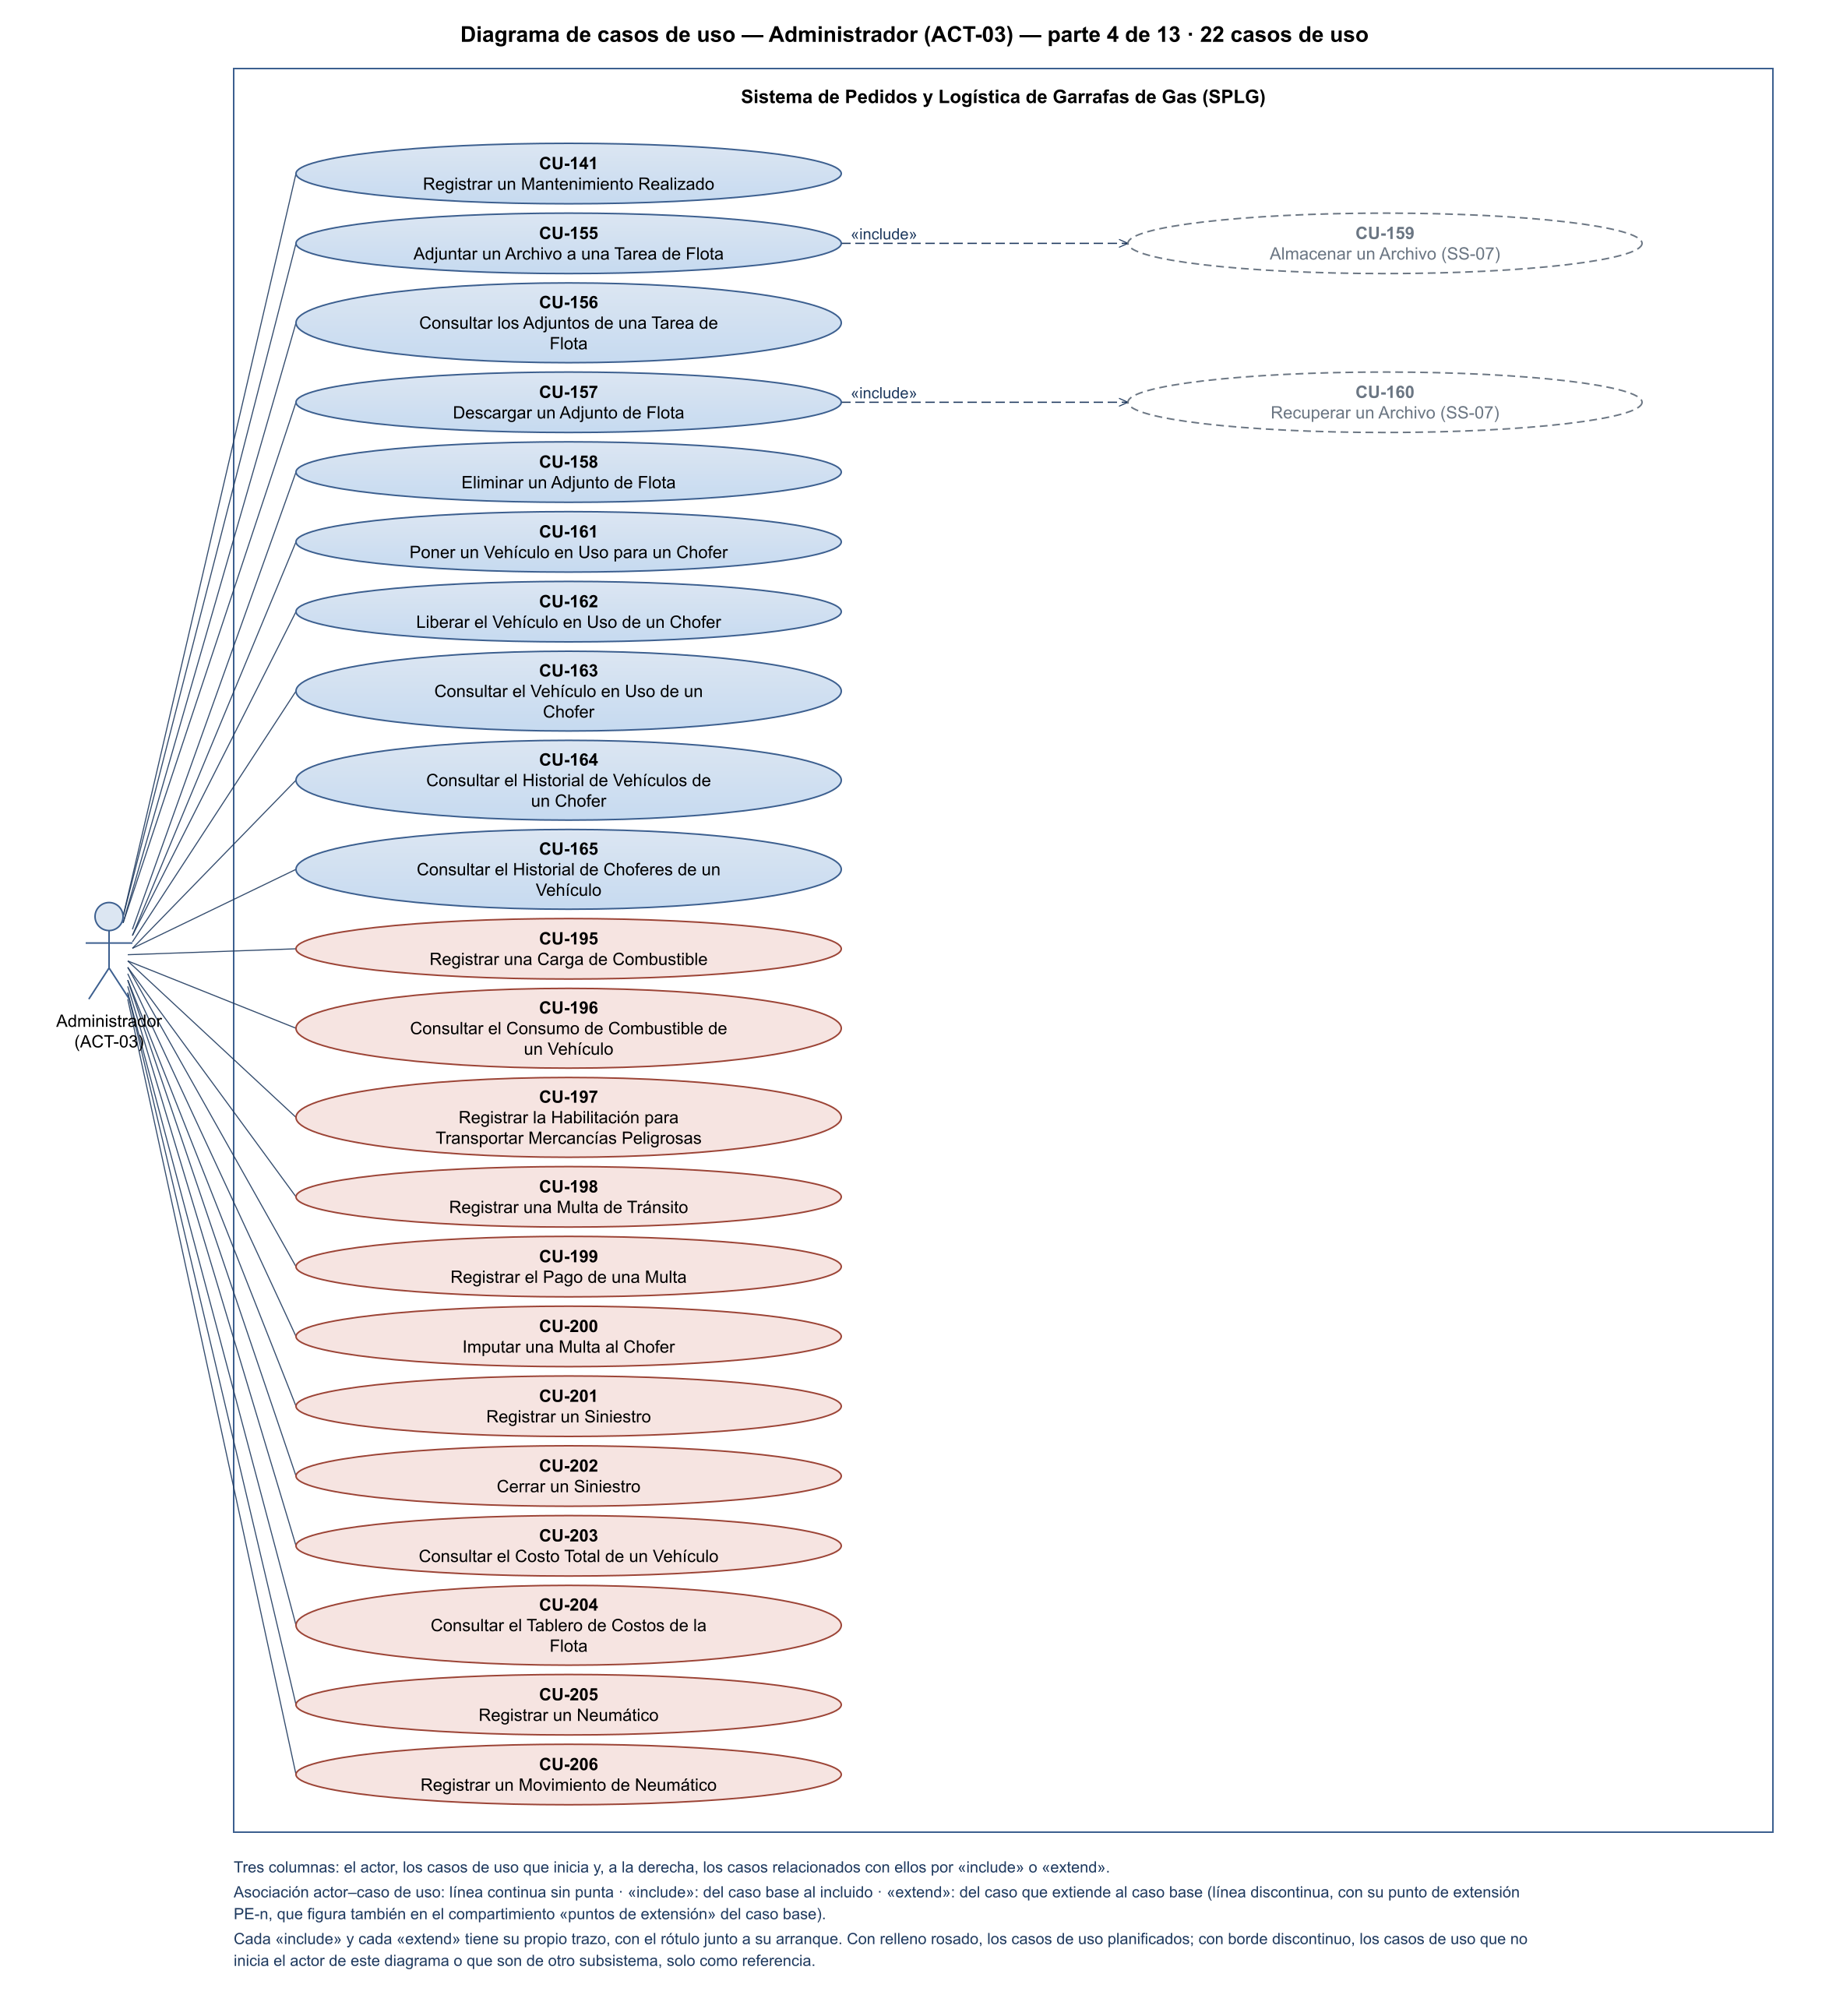 Diagrama de casos de uso — Administrador (ACT-03) — parte 4 de 13 · 22 casos de uso
Sistema de Pedidos y Logística de Garrafas de Gas (SPLG)
CU-141
Registrar un Mantenimiento Realizado
CU-155
Adjuntar un Archivo a una Tarea de Flota
«include»
CU-159
Almacenar un Archivo (SS-07)
CU-156
Consultar los Adjuntos de una Tarea de
Flota
CU-157
Descargar un Adjunto de Flota
«include»
CU-160
Recuperar un Archivo (SS-07)
CU-158
Eliminar un Adjunto de Flota
CU-161
Poner un Vehículo en Uso para un Chofer
CU-162
Liberar el Vehículo en Uso de un Chofer
CU-163
Consultar el Vehículo en Uso de un
Chofer
CU-164
Consultar el Historial de Vehículos de
un Chofer
CU-165
Consultar el Historial de Choferes de un
Vehículo
Administrador
(ACT-03)
CU-195
Registrar una Carga de Combustible
CU-196
Consultar el Consumo de Combustible de
un Vehículo
CU-197
Registrar la Habilitación para
Transportar Mercancías Peligrosas
CU-198
Registrar una Multa de Tránsito
CU-199
Registrar el Pago de una Multa
CU-200
Imputar una Multa al Chofer
CU-201
Registrar un Siniestro
CU-202
Cerrar un Siniestro
CU-203
Consultar el Costo Total de un Vehículo
CU-204
Consultar el Tablero de Costos de la
Flota
CU-205
Registrar un Neumático
CU-206
Registrar un Movimiento de Neumático
Tres columnas: el actor, los casos de uso que inicia y, a la derecha, los casos relacionados con ellos por «include» o «extend».
Asociación actor–caso de uso: línea continua sin punta · «include»: del caso base al incluido · «extend»: del caso que extiende al caso base (línea discontinua, con su punto de extensión
PE-n, que figura también en el compartimiento «puntos de extensión» del caso base).
Cada «include» y cada «extend» tiene su propio trazo, con el rótulo junto a su arranque. Con relleno rosado, los casos de uso planificados; con borde discontinuo, los casos de uso que no
inicia el actor de este diagrama o que son de otro subsistema, solo como referencia.